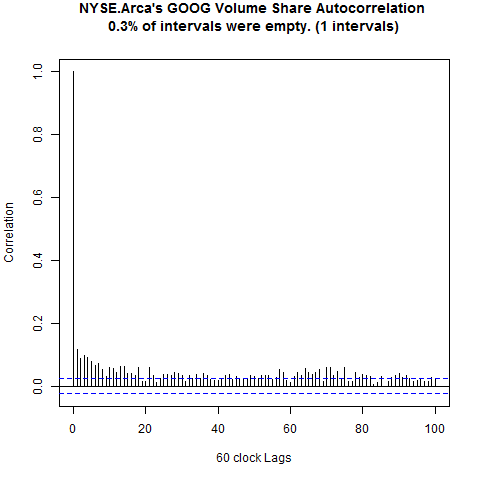 NYSE.Arca's GOOG Volume Share Autocorrelation
0.3% of intervals were empty. (1 intervals)
Correlation
1.0
0.8
0.6
0.4
0.2
0.0
0 20 40 60 80 100
60 clock Lags